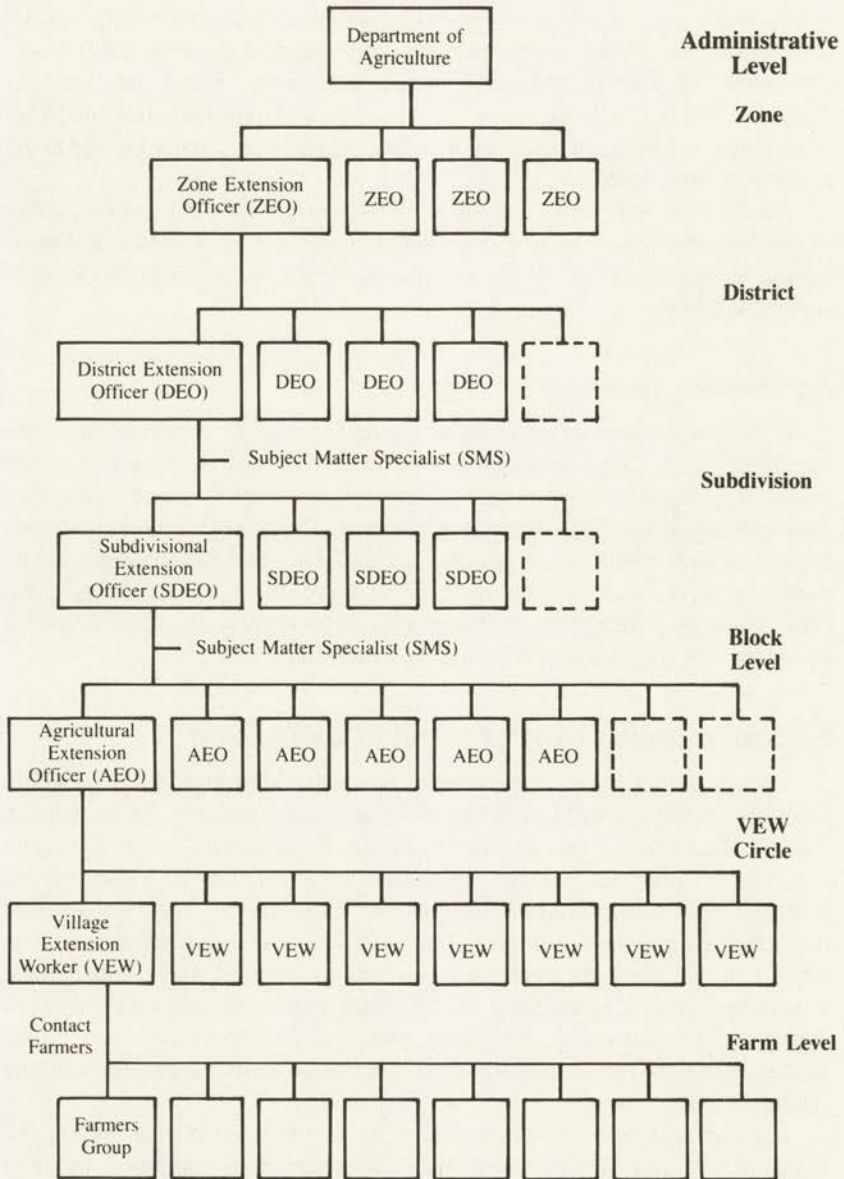 Department of
Agriculture
Administrative
Level
Zone
Zone Extension
Officer (ZEO)
ZEO
ZEO
ZEO
District
District Extension
Officer (DEO)
DEO
DEO
DEO
Subject Matter Specialist (SMS)
Subdivision
Subdivisional
Extension
Officer (SDEO)
SDEO
SDEO
SDEO
Subject Matter Specialist (SMS)
Block
Level
Agricultural
Extension
Officer (AEO)
AEO
AEO
AEO
AEO
AEO
VEW
Circle
Village
Extension
Worker (VEW)
VEW
VEW
VEW
VEW
VEW
VEW
VEW
Contact
Farmers
Farm Level
Farmers
Group